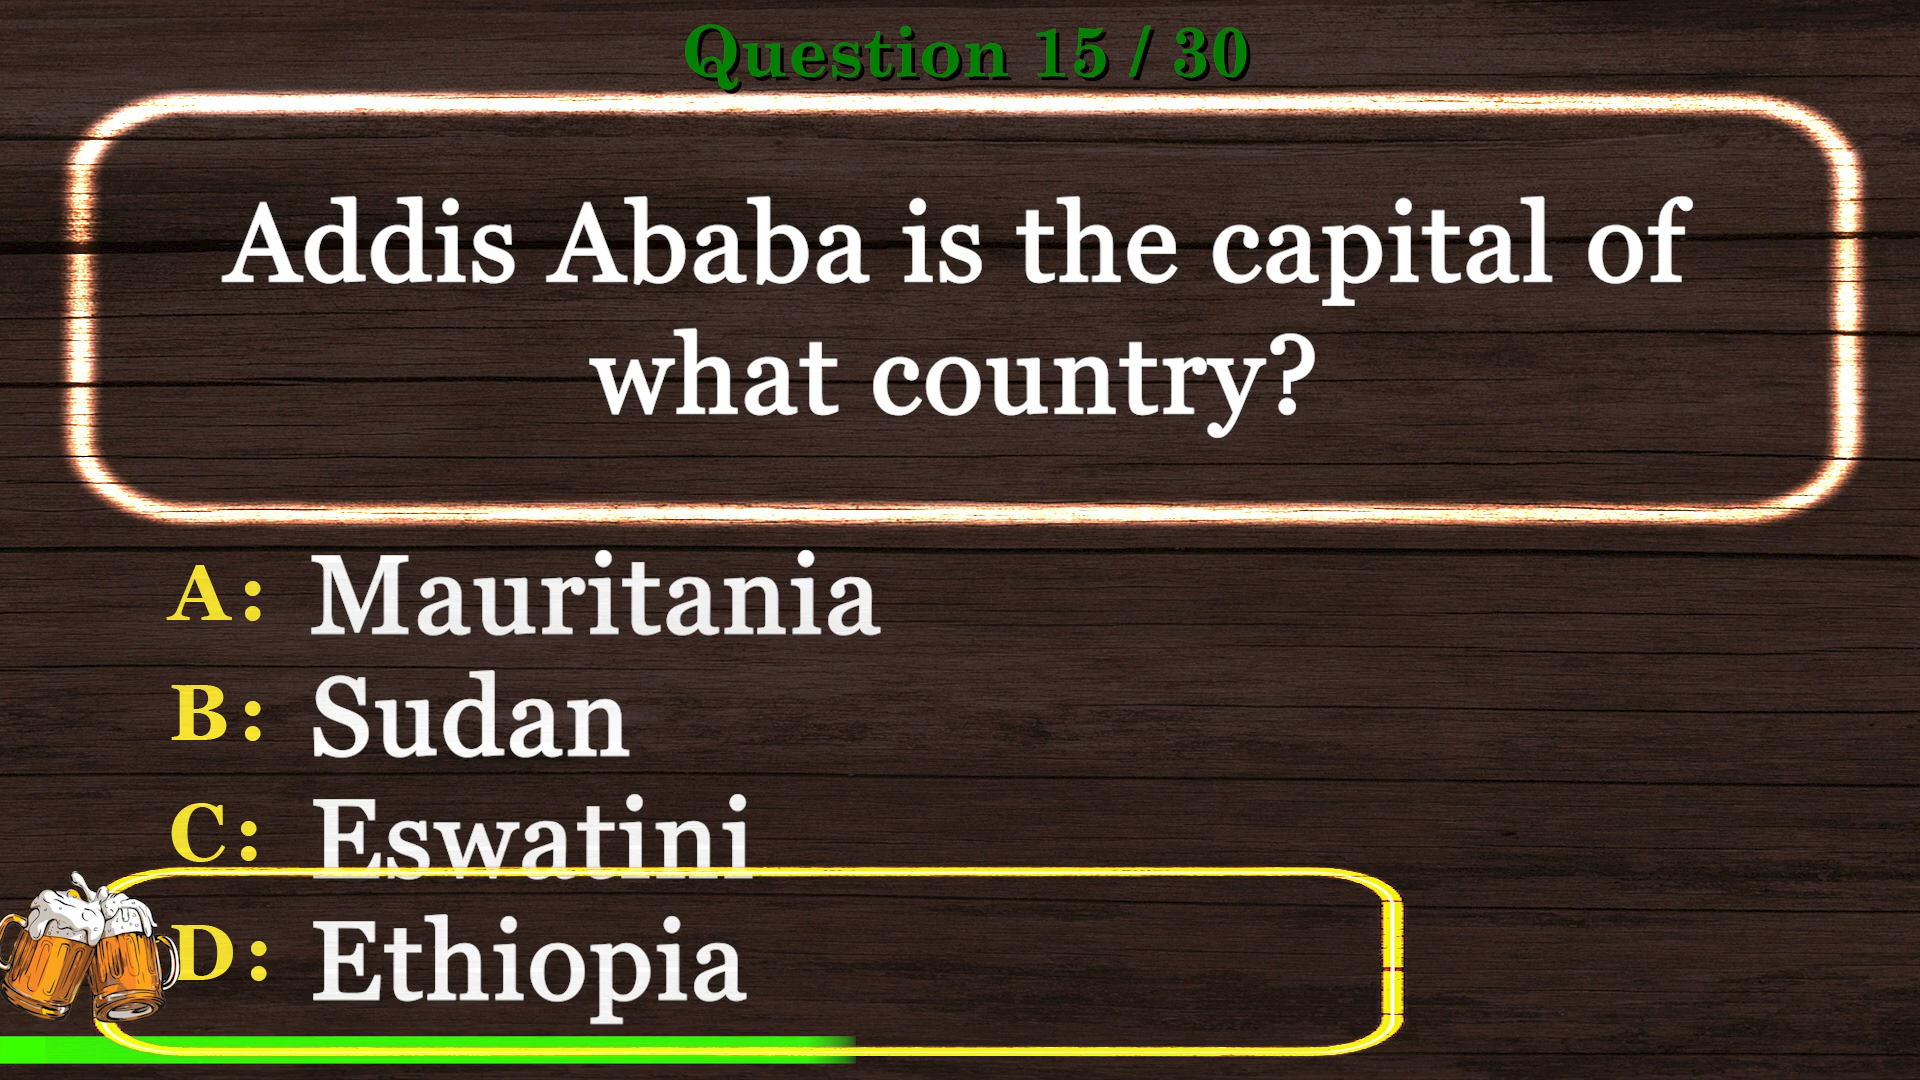 Question 15 / 30
Addis Ababa is the capital of
what country?
A: Mauritania
B: Sudan
C: Eswatini
D: Ethiopia